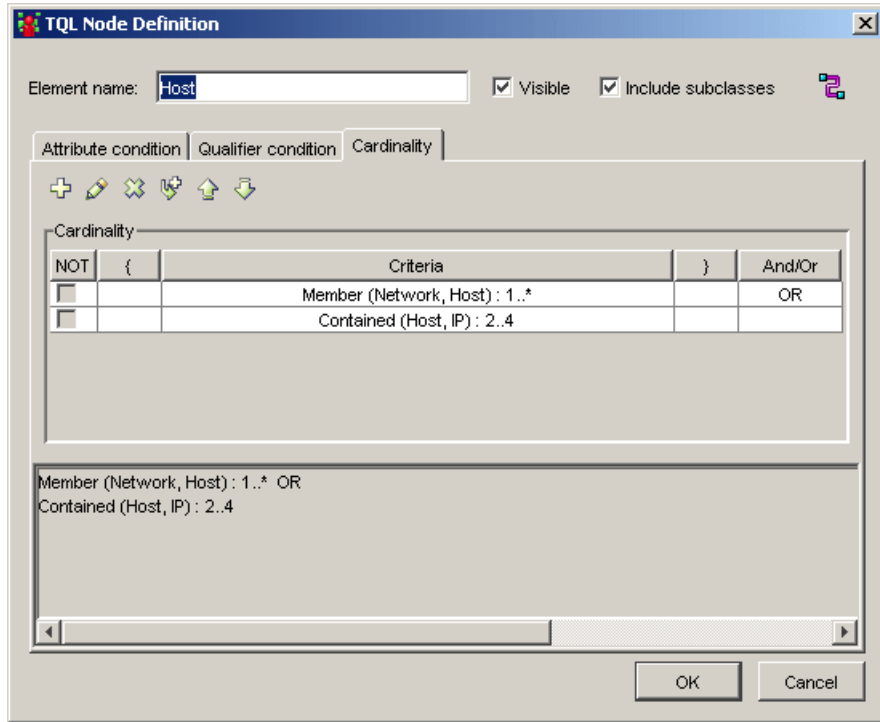 TQL Node Definition
Element name: Host Visible Include subclasses
Attribute condition Qualifier condition Cardinality
Cardinality
NOT { Criteria } And/Or
Member (Network, Host) : 1..* OR
Contained (Host, IP) : 2..4
Member (Network, Host) : 1..* OR
Contained (Host, IP) : 2..4
OK Cancel